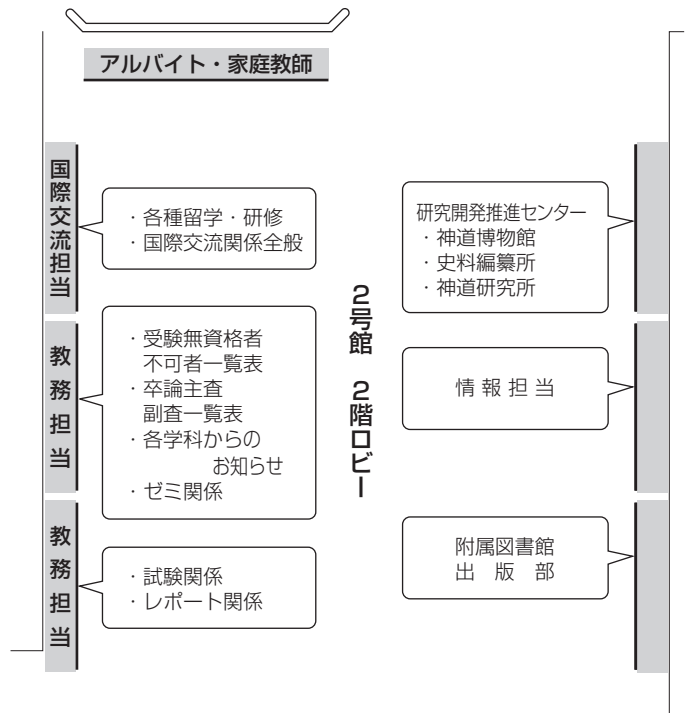 アルバイト・家庭教師
国際交流担当
・各種留学・研修
・国際交流関係全般
教務担当
・受験無資格者
不可者一覧表
・卒論主査
副査一覧表
・各学科からの
お知らせ
・ゼミ関係
教務担当
・試験関係
・レポート関係
2号館 2階ロビー
研究開発推進センター
・神道博物館
・史料編纂所
・神道研究所
情報担当
附属図書館
出版部